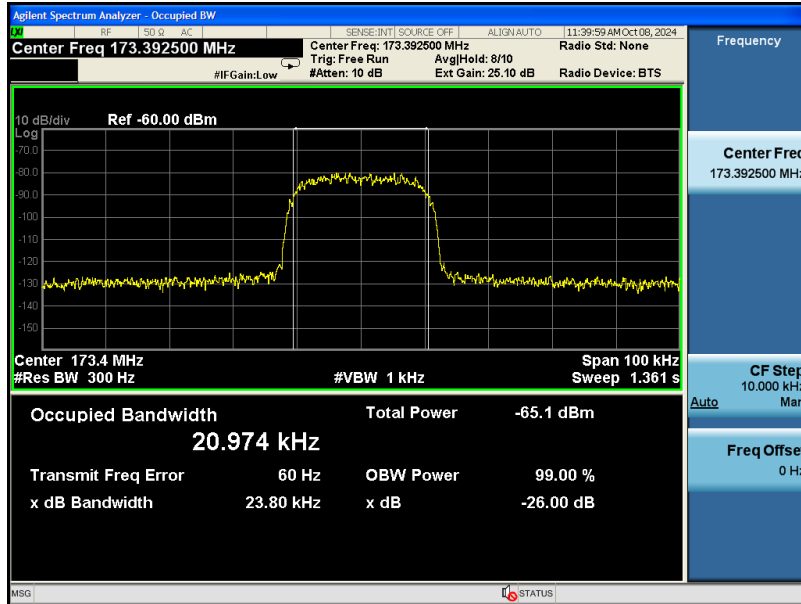 Agilent Spectrum Analyzer - Occupied BW
LXI RF 50 Ω AC SENSE:INT SOURCE OFF ALIGN AUTO 11:39:59 AM Oct 08, 2024
Center Freq 173.392500 MHz
Center Freq: 173.392500 MHz Radio Std: None
Trig: Free Run Avg|Hold: 8/10
#IFGain:Low #Atten: 10 dB Ext Gain: 25.10 dB Radio Device: BTS
10 dB/div Ref -60.00 dBm
Log
-70.0
-80.0
-90.0
-100
-110
-120
-130
-140
-150
Center 173.4 MHz Span 100 kHz
#Res BW 300 Hz #VBW 1 kHz Sweep 1.361 s
Occupied Bandwidth Total Power -65.1 dBm
20.974 kHz
Transmit Freq Error 60 Hz OBW Power 99.00 %
x dB Bandwidth 23.80 kHz x dB -26.00 dB
MSG STATUS
Frequency
Center Freq
173.392500 MHz
CF Step
10.000 kHz
Auto Man
Freq Offset
0 Hz